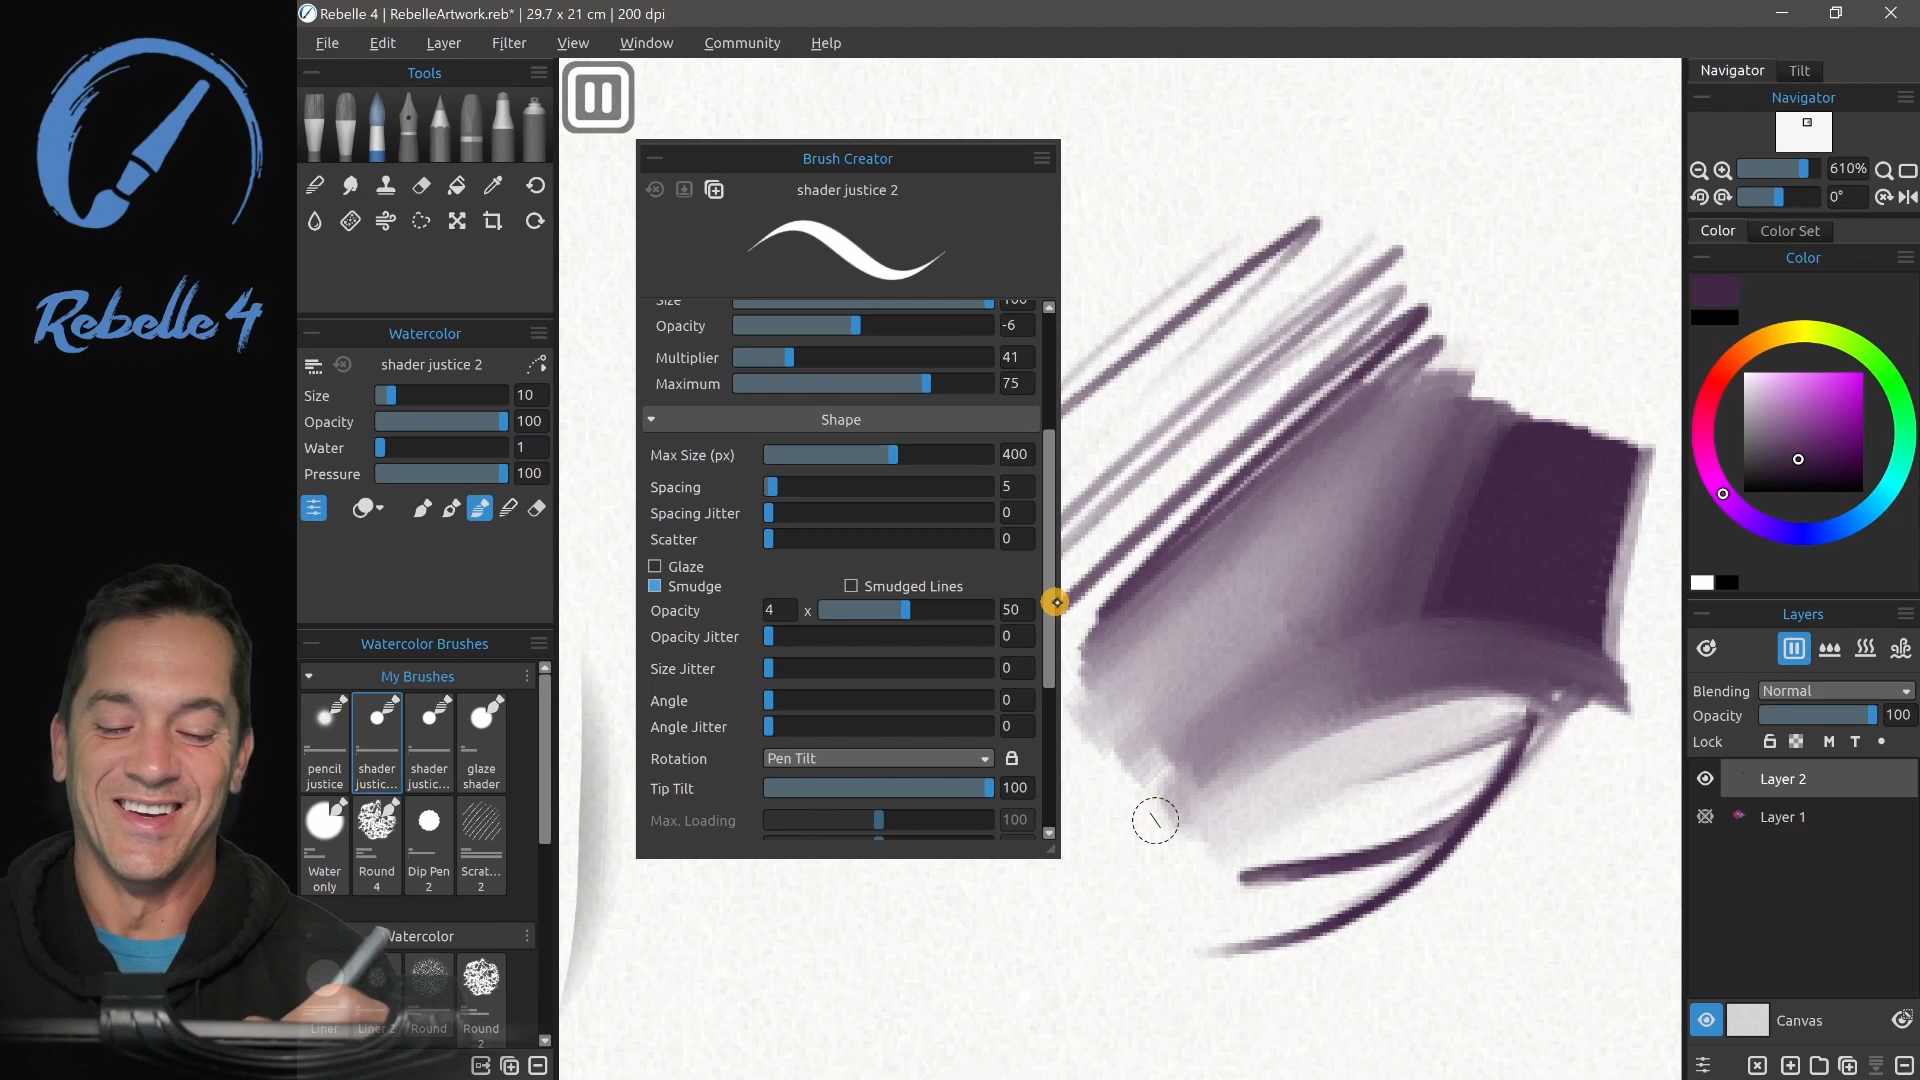 Rebelle 4 | RebelleArtwork.reb* | 29.7 x 21 cm | 200 dpi
File Edit Layer Filter View Window Community Help
Rebelle 4
Tools
Watercolor
shader justice 2
Size 10
Opacity 100
Water 1
Pressure 100
Watercolor Brushes
My Brushes
pencil justice
shader justic...
shader justic...
glaze shader
Water only
Round 4
Dip Pen 2
Scrat... 2
Watercolor
Liner
Liner 2
Round
Round 2
Brush Creator
shader justice 2
Size 100
Opacity -6
Multiplier 41
Maximum 75
Shape
Max Size (px) 400
Spacing 5
Spacing Jitter 0
Scatter 0
Glaze
Smudge Smudged Lines
Opacity 4 x 50
Opacity Jitter 0
Size Jitter 0
Angle 0
Angle Jitter 0
Rotation Pen Tilt
Tip Tilt 100
Max. Loading 100
Navigator Tilt
Navigator
610%
0°
Color Color Set
Color
Layers
Blending Normal
Opacity 100
Lock M T
Layer 2
Layer 1
Canvas